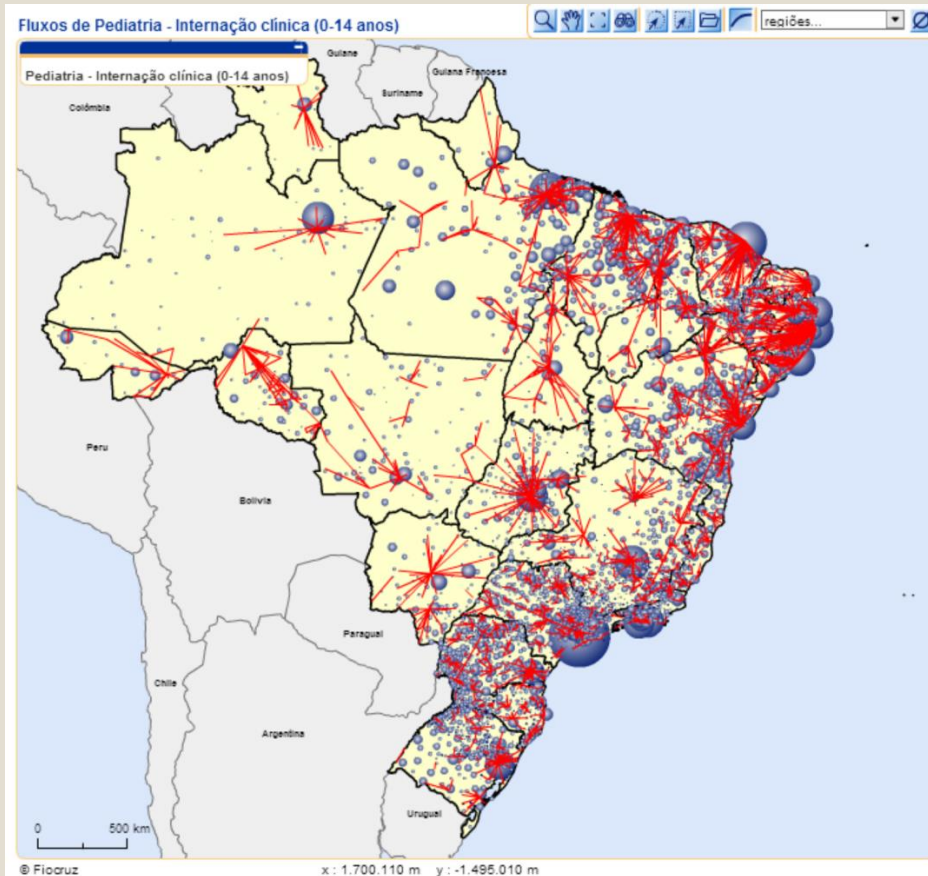 Fluxos de Pediatria - Internação clínica (0-14 anos)
regiões...
Pediatria - Internação clínica (0-14 anos)
Guiana
Guiana Francesa
Suriname
Colômbia
Peru
Bolívia
Paraguai
Chile
Argentina
Uruguai
0 500 km
© Fiocruz x : 1.700.110 m y : -1.495.010 m